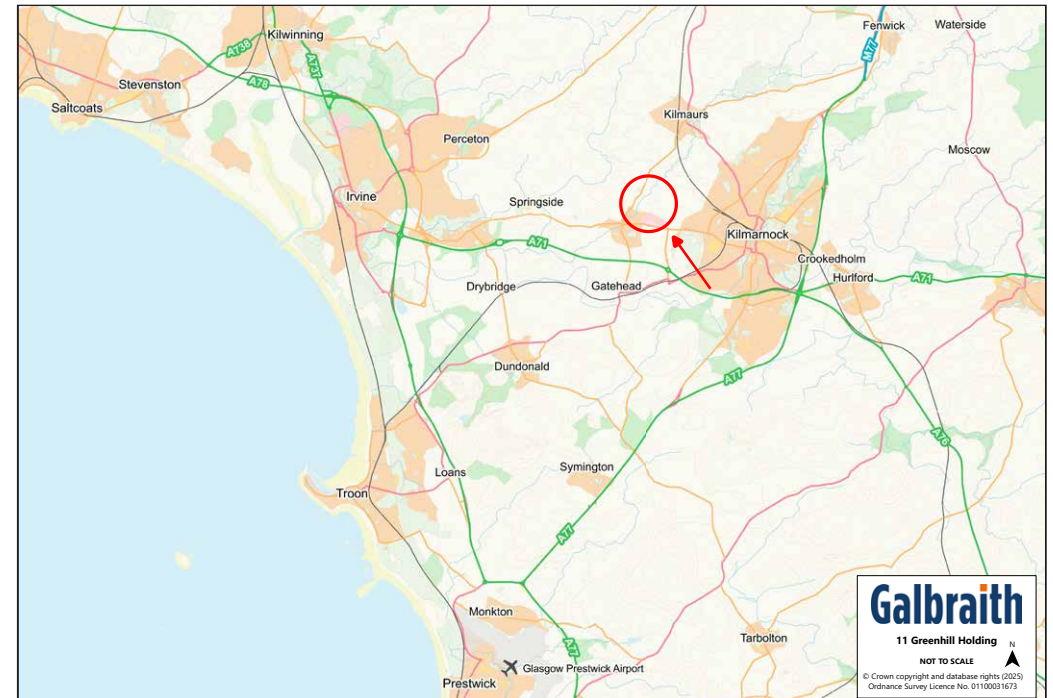 Kilwinning
Fenwick
Waterside
A738
A737
M77
Stevenston
A78
Saltcoats
Kilmaurs
Perceton
Moscow
Irvine
Springside
Kilmarnock
A71
Crookedholm
Hurlford
A71
Drybridge
Gatehead
Dundonald
A77
A76
Loans
Symington
Troon
A77
Monkton
Tarbolton
A77
Glasgow Prestwick Airport
Prestwick
Galbraith
11 Greenhill Holding
N
NOT TO SCALE
© Crown copyright and database rights (2025)
Ordnance Survey Licence No. 01100031673